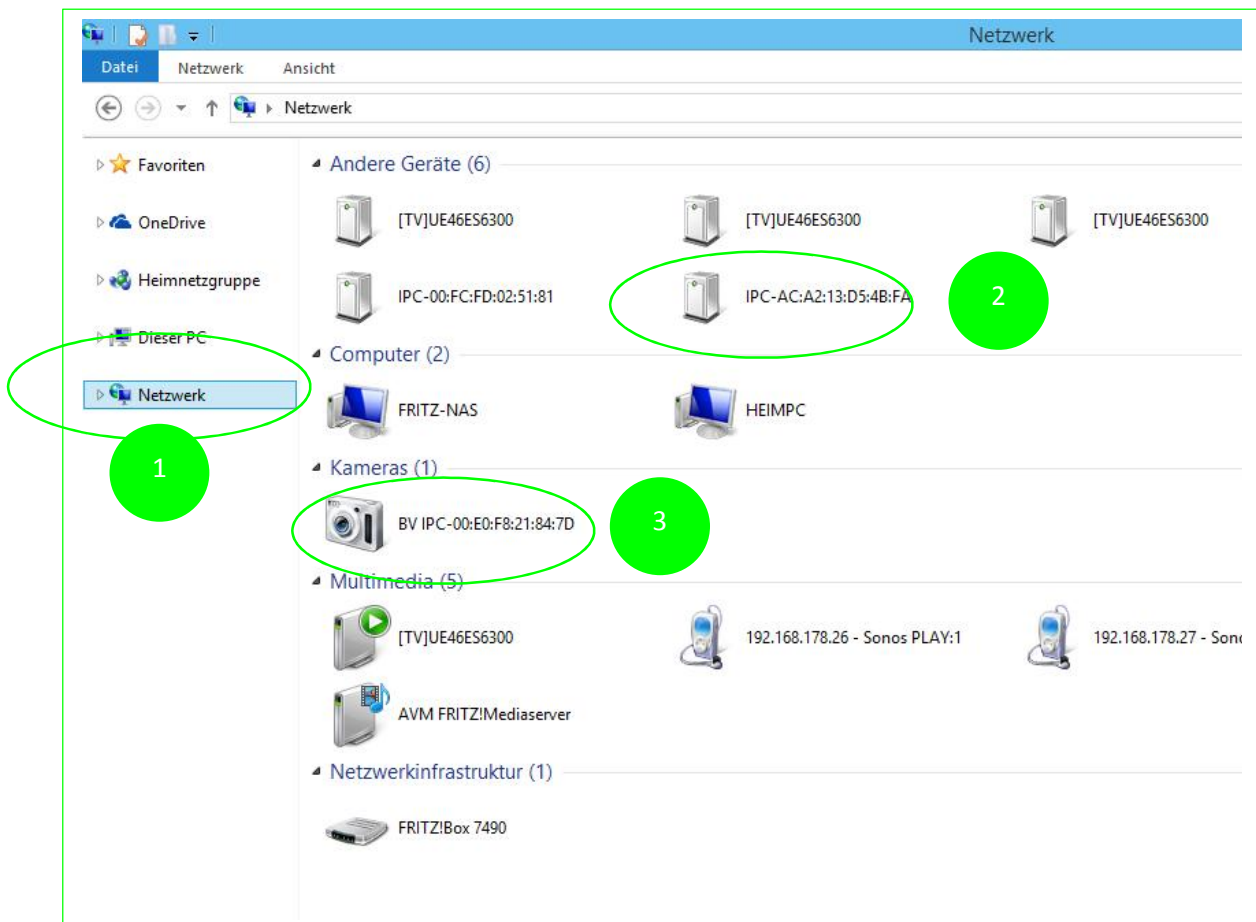 Netzwerk
Datei Netzwerk Ansicht
Netzwerk
Favoriten
OneDrive
Heimnetzgruppe
Dieser PC
Netzwerk
1
Andere Geräte (6)
[TV]UE46ES6300 [TV]UE46ES6300 [TV]UE46ES6300
IPC-00:FC:FD:02:51:81 IPC-AC:A2:13:D5:4B:FA
2
Computer (2)
FRITZ-NAS HEIMPC
Kameras (1)
BV IPC-00:E0:F8:21:84:7D
3
Multimedia (5)
[TV]UE46ES6300 192.168.178.26 - Sonos PLAY:1 192.168.178.27 - Sono
AVM FRITZ!Mediaserver
Netzwerkinfrastruktur (1)
FRITZ!Box 7490